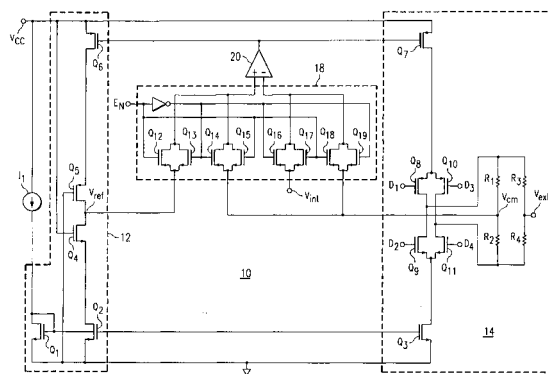 VCC
Q6
20
+ −
18
Q7
EN
Q12
Q13
Q14
Q15
Q16
Q17
Q18
Q19
I1
Q5
Vref
Vint
Q8
Q10
D1
D3
R1
R3
Vcm
Q4
12
D2
D4
Q9
Q11
R2
R4
Q1
Q2
10
Q3
14